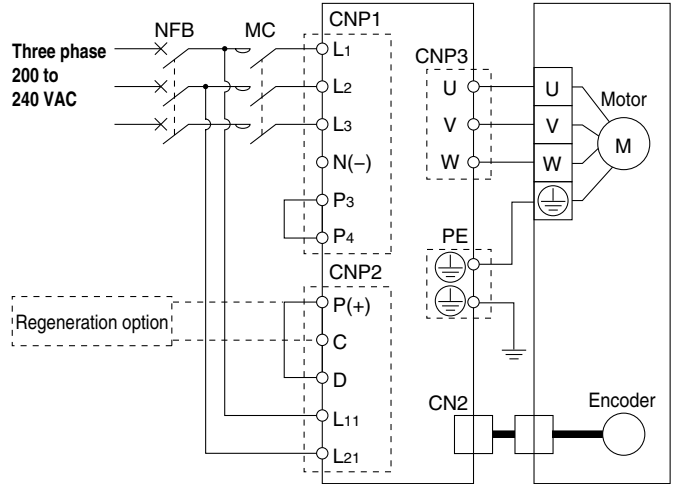 NFB
MC
CNP1
Three phase
200 to
240 VAC
L1
L2
L3
N(−)
P3
P4
CNP3
U
V
W
U
V
W
Motor
M
PE
CNP2
Regeneration option
P(+)
C
D
L11
L21
CN2
Encoder